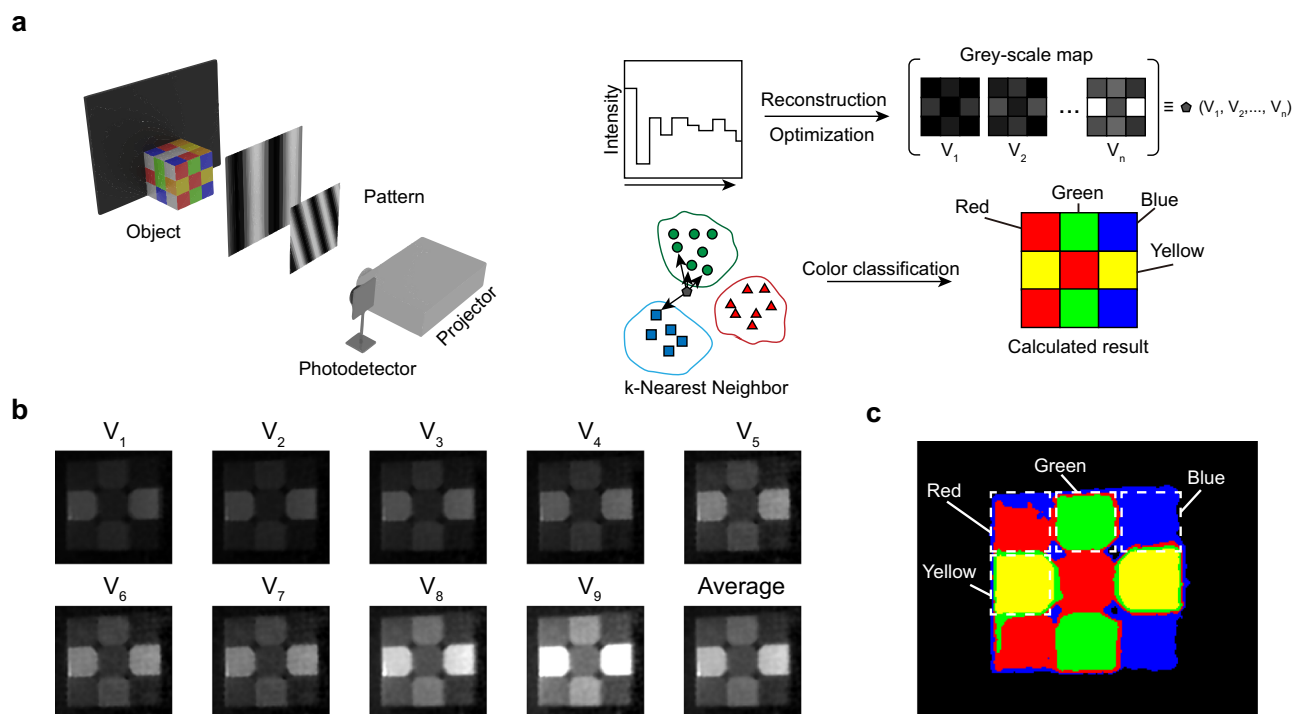 a
Object
Pattern
Photodetector
Projector
Intensity
Reconstruction
Optimization
Grey-scale map
V1
V2
...
Vn
≡ (V1, V2,..., Vn)
k-Nearest Neighbor
Color classification
Red
Green
Blue
Yellow
Calculated result
b
V1 V2 V3 V4 V5
V6 V7 V8 V9 Average
c
Green
Red
Blue
Yellow